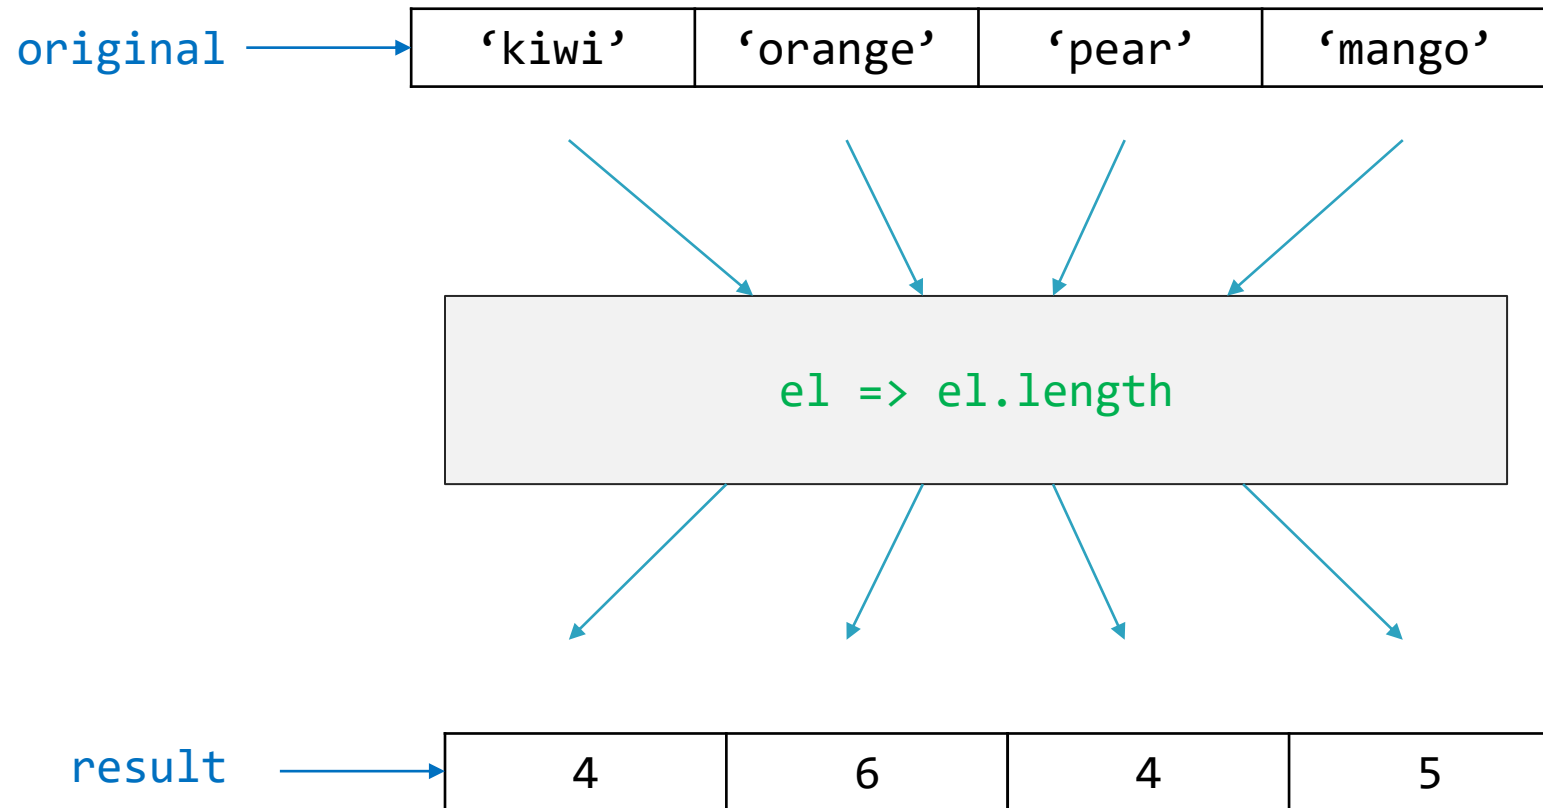 original ‘kiwi’ ‘orange’ ‘pear’ ‘mango’
el => el.length
result 4 6 4 5